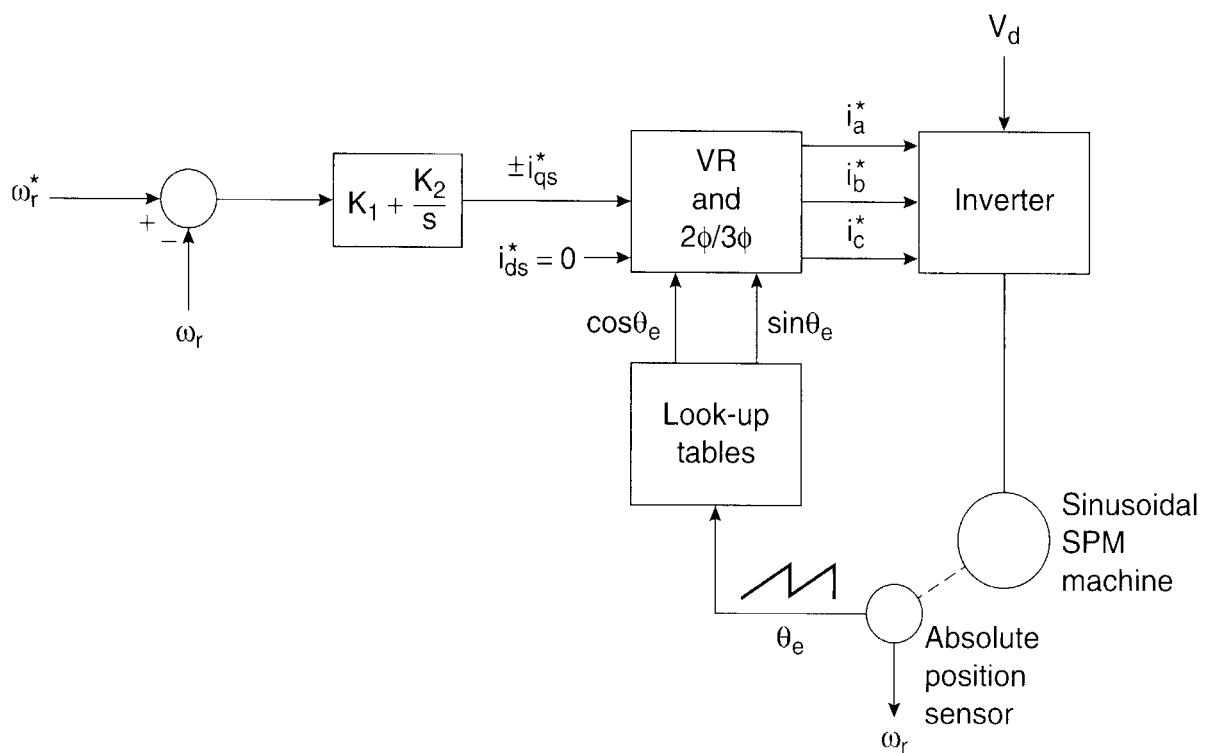 V_d
ω_r^*
+
−
ω_r
K_1 + K_2/s
±i_qs^*
i_ds^* = 0
VR
and
2ϕ/3ϕ
i_a^*
i_b^*
i_c^*
Inverter
cosθ_e
sinθ_e
Look-up
tables
θ_e
Sinusoidal
SPM
machine
Absolute
position
sensor
ω_r